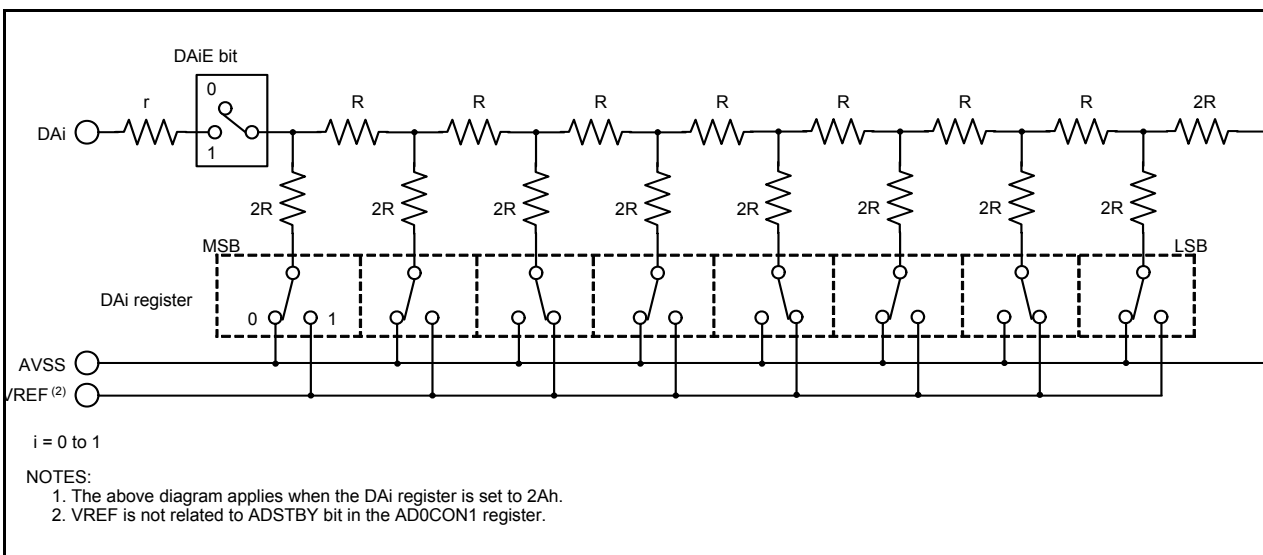 DAiE bit
0
1
r
R
R
R
R
R
R
R
2R
DAi
2R
2R
2R
2R
2R
2R
2R
2R
MSB
LSB
DAi register
0
1
AVSS
VREF (2)
i = 0 to 1
NOTES:
1. The above diagram applies when the DAi register is set to 2Ah.
2. VREF is not related to ADSTBY bit in the AD0CON1 register.